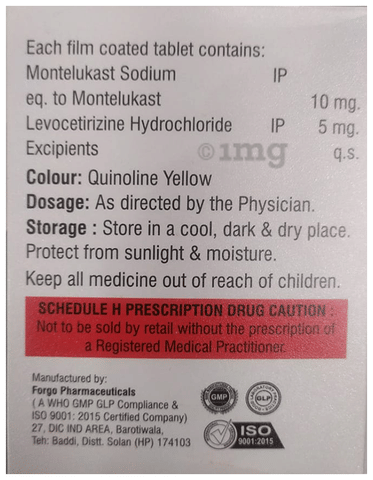 Each film coated tablet contains:
Montelukast Sodium IP
eq. to Montelukast 10 mg.
Levocetirizine Hydrochloride IP 5 mg.
Excipients q.s.
©1mg
Colour: Quinoline Yellow
Dosage: As directed by the Physician.
Storage : Store in a cool, dark & dry place.
Protect from sunlight & moisture.
Keep all medicine out of reach of children.
SCHEDULE H PRESCRIPTION DRUG CAUTION :
Not to be sold by retail without the prescription of
a Registered Medical Practitioner.
Manufactured by:
Forgo Pharmaceuticals
( A WHO GMP GLP Compliance &
ISO 9001: 2015 Certified Company)
27, DIC IND AREA, Barotiwala,
Teh: Baddi, Distt. Solan (HP) 174103
GMP
GLP
ISO
9001:2015